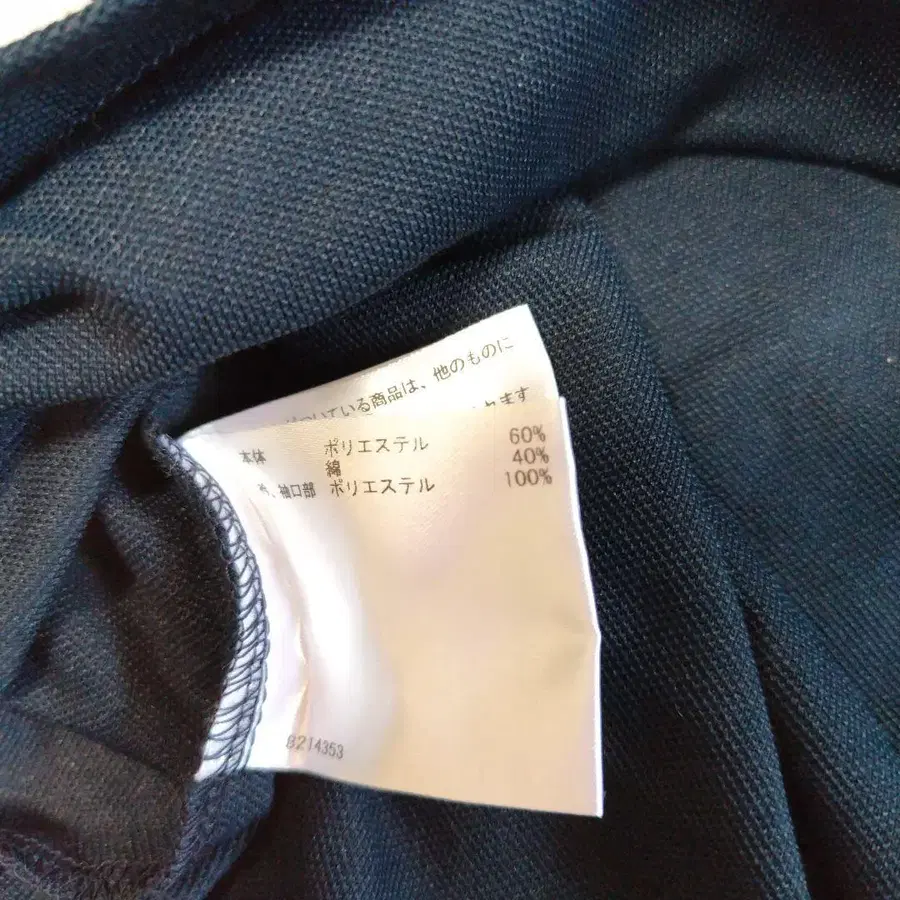 ついている商品は、他のものに
ます
本体 ポリエステル 60%
綿 40%
袖口部 ポリエステル 100%
8214353